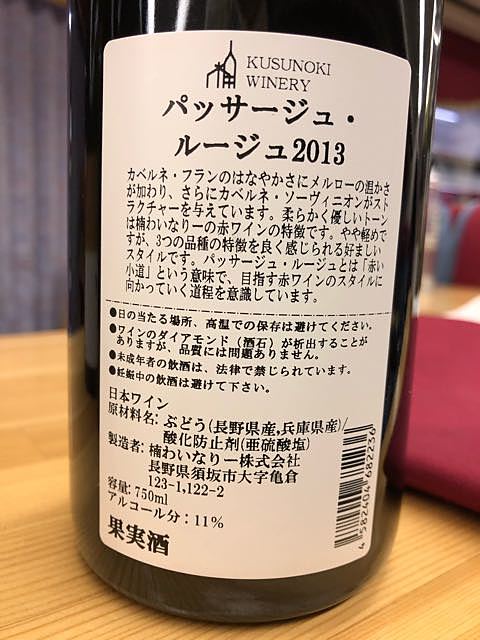 KUSUNOKI
WINERY
パッサージュ・
ルージュ2013
カベルネ・フランのはなやかさにメルローの温かさ
が加わり、さらにカベルネ・ソーヴィニオンがスト
ラクチャーを与えています。柔らかく優しいトーン
は楠わいなりーの赤ワインの特徴です。やや軽めで
すが、3つの品種の特徴を良く感じられる好ましい
スタイルです。パッサージュ・ルージュとは「赤い
小道」という意味で、目指す赤ワインのスタイルに
向かっていく道程を意識しています。
●日の当たる場所、高温での保存は避けてください。
●ワインのダイアモンド(酒石)が析出することが
ありますが、品質には問題ありません。
●未成年者の飲酒は、法律で禁じられています。
●妊娠中の飲酒は避けて下さい。
日本ワイン
原材料名:ぶどう(長野県産,兵庫県産)/
酸化防止剤(亜硫酸塩)
製造者:楠わいなりー株式会社
長野県須坂市大字亀倉
123-1,122-2
容量:750ml
アルコール分:11%
果実酒
4 582404 682236